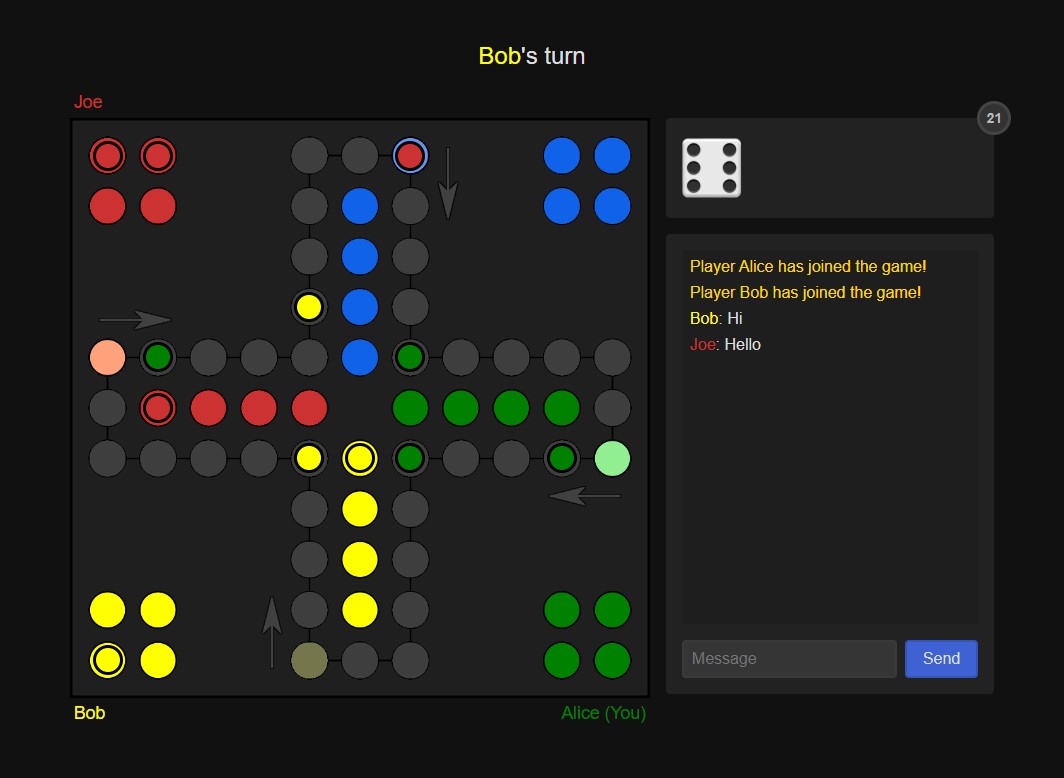 Bob's turn
Joe
21
Player Alice has joined the game!
Player Bob has joined the game!
Bob: Hi
Joe: Hello
Message
Send
Bob
Alice (You)